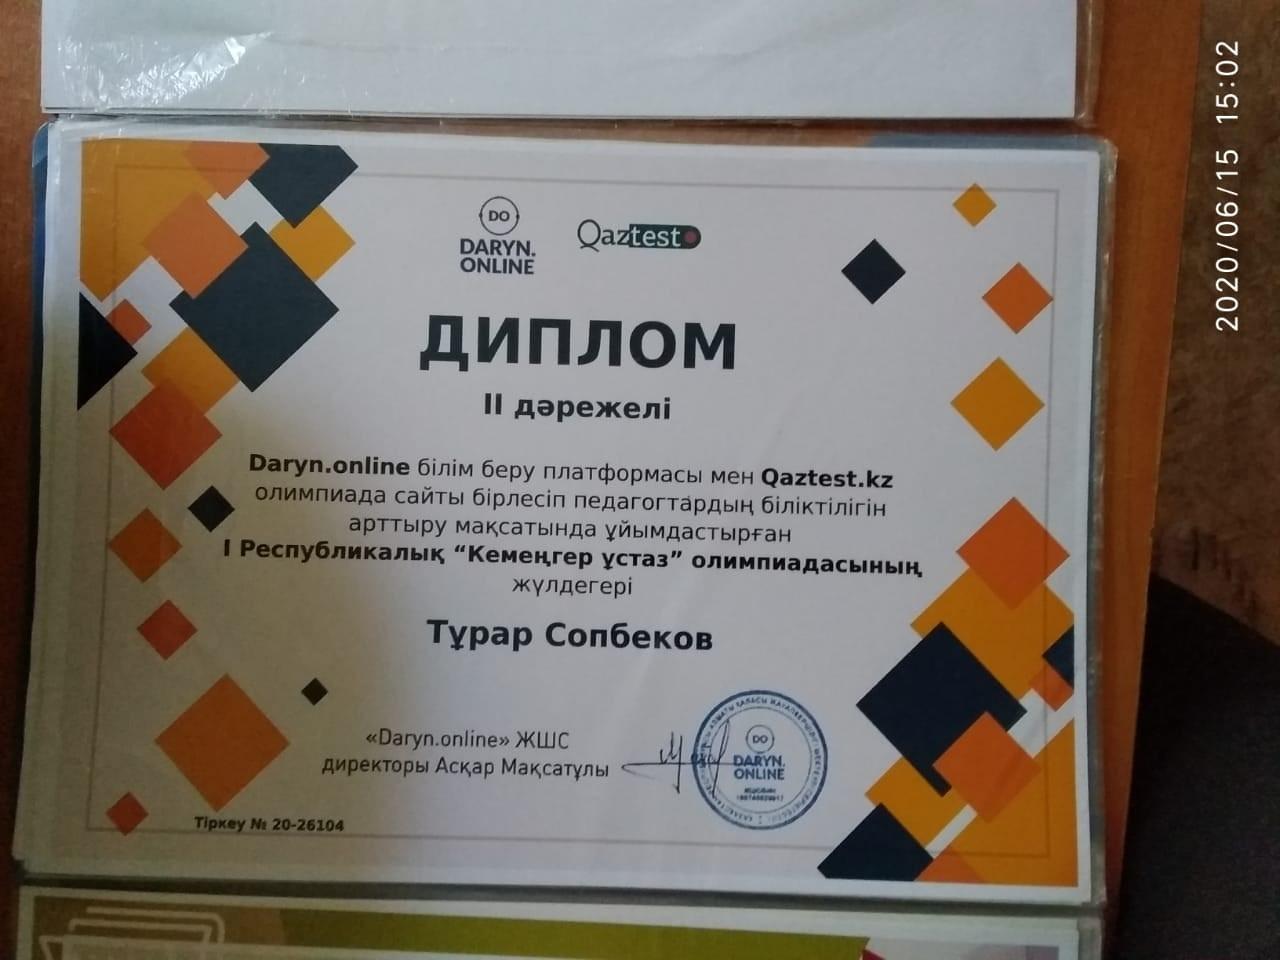 2020/06/15 15:02
DO
DARYN.
ONLINE
Qaztest
ДИПЛОМ
II дәрежелі
Daryn.online білім беру платформасы мен Qaztest.kz
олимпиада сайты бірлесіп педагогтардың біліктілігін
арттыру мақсатында ұйымдастырған
I Республикалық “Кемеңгер ұстаз” олимпиадасының
жүлдегері
Тұрар Сопбеков
«Daryn.online» ЖШС
директоры Асқар Мақсатұлы
DO
DARYN.
ONLINE
Тіркеу № 20-26104